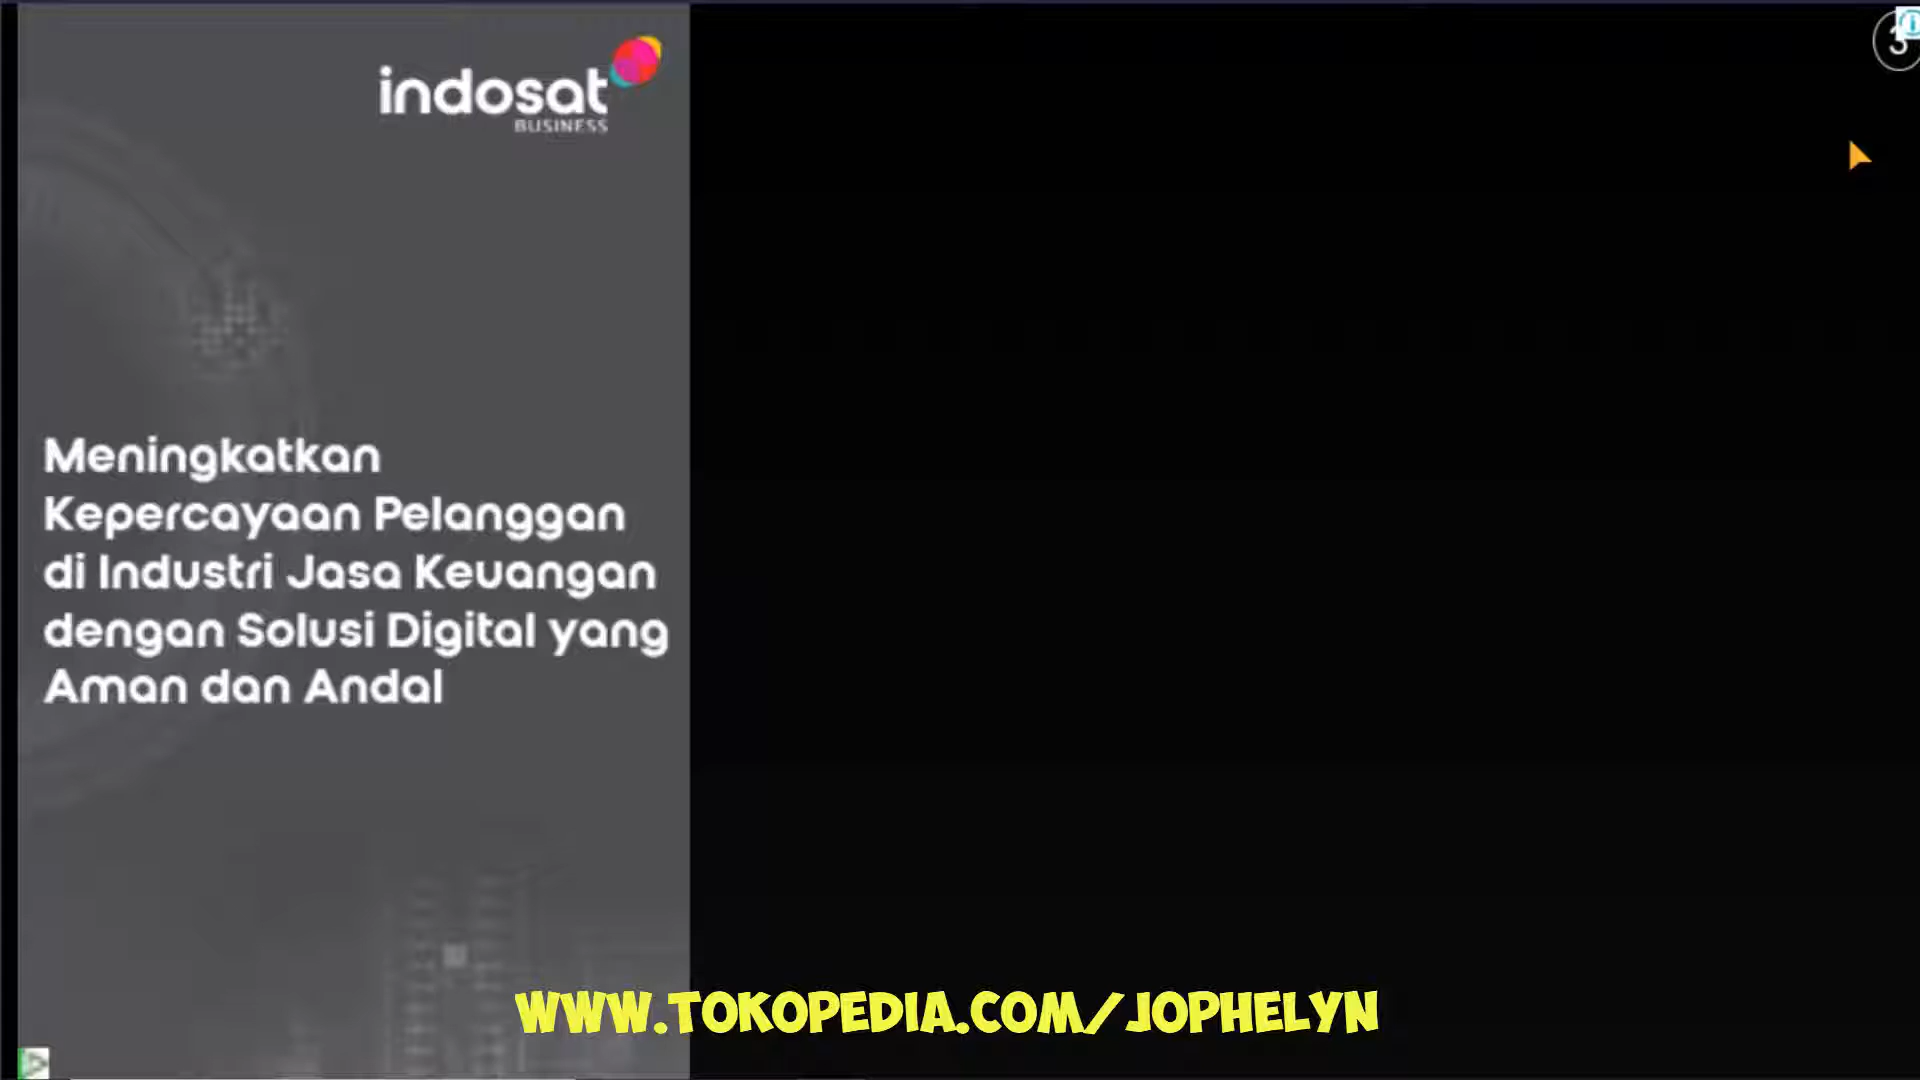 indosat
BUSINESS
3
Meningkatkan
Kepercayaan Pelanggan
di Industri Jasa Keuangan
dengan Solusi Digital yang
Aman dan Andal
WWW.TOKOPEDIA.COM/JOPHELYN